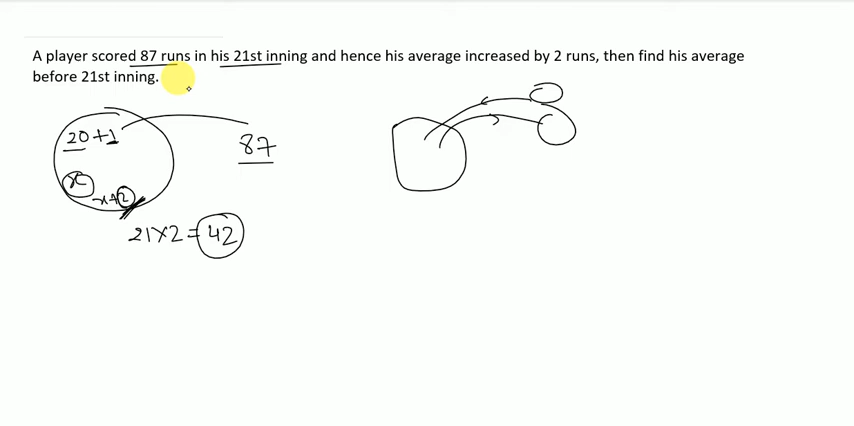 A player scored 87 runs in his 21st inning and hence his average increased by 2 runs, then find his average
before 21st inning.
20+1
87
x
x+2
21×2=42